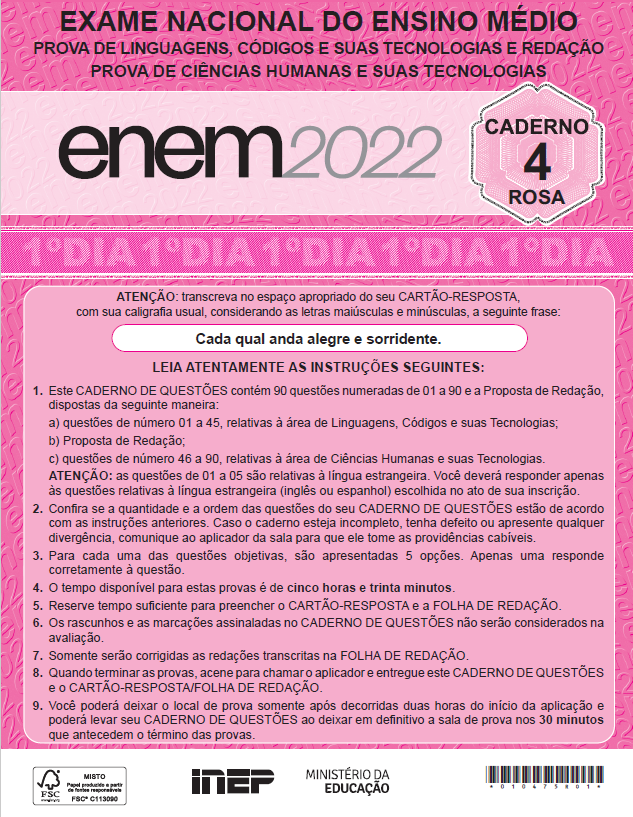 EXAME NACIONAL DO ENSINO MÉDIO
PROVA DE LINGUAGENS, CÓDIGOS E SUAS TECNOLOGIAS E REDAÇÃO
PROVA DE CIÊNCIAS HUMANAS E SUAS TECNOLOGIAS
enem2022
CADERNO
4
ROSA
1ºDIA1ºDIA1ºDIA1ºDIA1ºDIA
ATENÇÃO: transcreva no espaço apropriado do seu CARTÃO-RESPOSTA,
com sua caligrafia usual, considerando as letras maiúsculas e minúsculas, a seguinte frase:
Cada qual anda alegre e sorridente.
LEIA ATENTAMENTE AS INSTRUÇÕES SEGUINTES:
1. Este CADERNO DE QUESTÕES contém 90 questões numeradas de 01 a 90 e a Proposta de Redação,
dispostas da seguinte maneira:
a) questões de número 01 a 45, relativas à área de Linguagens, Códigos e suas Tecnologias;
b) Proposta de Redação;
c) questões de número 46 a 90, relativas à área de Ciências Humanas e suas Tecnologias.
ATENÇÃO: as questões de 01 a 05 são relativas à língua estrangeira. Você deverá responder apenas
às questões relativas à língua estrangeira (inglês ou espanhol) escolhida no ato de sua inscrição.
2. Confira se a quantidade e a ordem das questões do seu CADERNO DE QUESTÕES estão de acordo
com as instruções anteriores. Caso o caderno esteja incompleto, tenha defeito ou apresente qualquer
divergência, comunique ao aplicador da sala para que ele tome as providências cabíveis.
3. Para cada uma das questões objetivas, são apresentadas 5 opções. Apenas uma responde
corretamente à questão.
4. O tempo disponível para estas provas é de cinco horas e trinta minutos.
5. Reserve tempo suficiente para preencher o CARTÃO-RESPOSTA e a FOLHA DE REDAÇÃO.
6. Os rascunhos e as marcações assinaladas no CADERNO DE QUESTÕES não serão considerados na
avaliação.
7. Somente serão corrigidas as redações transcritas na FOLHA DE REDAÇÃO.
8. Quando terminar as provas, acene para chamar o aplicador e entregue este CADERNO DE QUESTÕES
e o CARTÃO-RESPOSTA/FOLHA DE REDAÇÃO.
9. Você poderá deixar o local de prova somente após decorridas duas horas do início da aplicação e
poderá levar seu CADERNO DE QUESTÕES ao deixar em definitivo a sala de prova nos 30 minutos
que antecedem o término das provas.
FSC
www.fsc.org
MISTO
Papel produzido a partir
de fontes responsáveis
FSC® C113090
INEP
MINISTÉRIO DA
EDUCAÇÃO
*010475801*